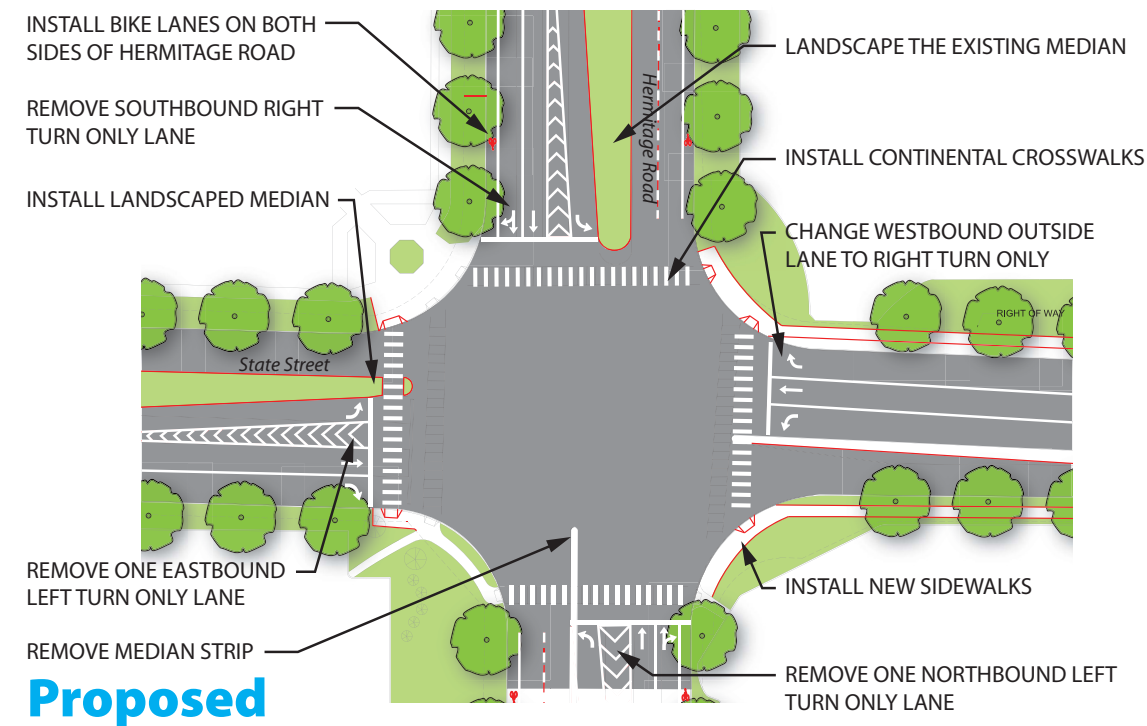 INSTALL BIKE LANES ON BOTH
SIDES OF HERMITAGE ROAD
REMOVE SOUTHBOUND RIGHT
TURN ONLY LANE
INSTALL LANDSCAPED MEDIAN
Hermitage Road
LANDSCAPE THE EXISTING MEDIAN
INSTALL CONTINENTAL CROSSWALKS
CHANGE WESTBOUND OUTSIDE
LANE TO RIGHT TURN ONLY
RIGHT OF WAY
State Street
REMOVE ONE EASTBOUND
LEFT TURN ONLY LANE
REMOVE MEDIAN STRIP
INSTALL NEW SIDEWALKS
REMOVE ONE NORTHBOUND LEFT
TURN ONLY LANE
Proposed